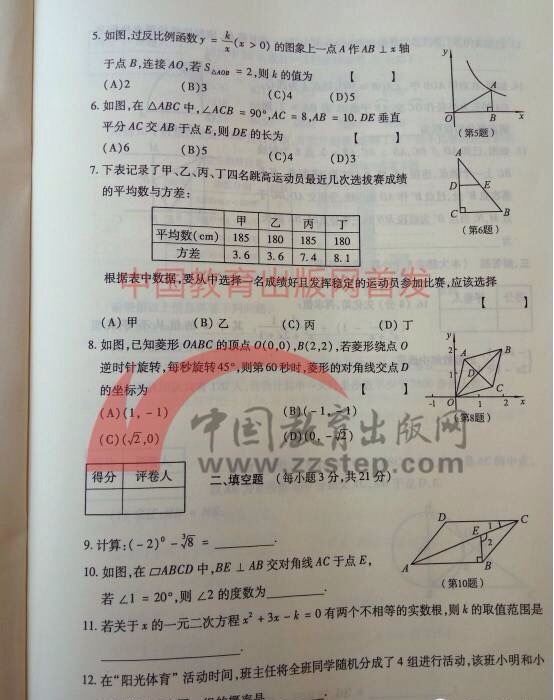 5. 如图,过反比例函数 y = k/x (x > 0) 的图象上一点 A 作 AB ⊥ x 轴
于点 B,连接 AO,若 S△AOB = 2,则 k 的值为 【 】
(A)2 (B)3 (C)4 (D)5
y
A
O
B
x
(第5题)
6. 如图,在 △ABC 中,∠ACB = 90°,AC = 8,AB = 10. DE 垂直
平分 AC 交 AB 于点 E,则 DE 的长为 【 】
(A)6 (B)5 (C)4 (D)3
A
D
E
C
B
(第6题)
7. 下表记录了甲、乙、丙、丁四名跳高运动员最近几次选拔赛成绩
的平均数与方差:
甲 乙 丙 丁
平均数(cm) 185 180 185 180
方差 3.6 3.6 7.4 8.1
根据表中数据,要从中选择一名成绩好且发挥稳定的运动员参加比赛,应该选择
【 】
(A) 甲 (B) 乙 (C) 丙 (D) 丁
中国教育出版网首发
8. 如图,已知菱形 OABC 的顶点 O(0,0),B(2,2),若菱形绕点 O
逆时针旋转,每秒旋转45°,则第60秒时,菱形的对角线交点 D
的坐标为 【 】
(A)(1, -1) (B)(-1, -1)
(C)(√2,0) (D)(0, -√2)
y
2
A
B
1
D
C
-1 O 1 2 x
(第8题)
中国教育出版网
www.zzstep.com
得分 评卷人
二、填空题 (每小题3分,共21分)
9. 计算:(-2)⁰ - ∛8 = ______.
10. 如图,在 ▱ABCD 中,BE ⊥ AB 交对角线 AC 于点 E,
若 ∠1 = 20°,则 ∠2 的度数为______.
D
C
E
1
2
A
B
(第10题)
11. 若关于 x 的一元二次方程 x² + 3x - k = 0 有两个不相等的实数根,则 k 的取值范围是
______.
12. 在“阳光体育”活动时间,班主任将全班同学随机分成了 4 组进行活动,该班小明和小